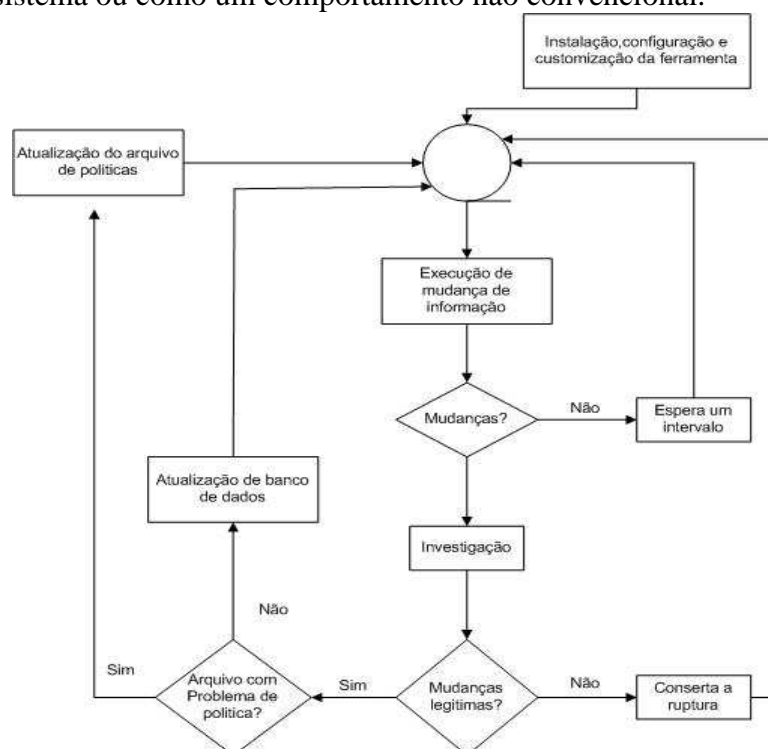 sistema ou como um comportamento não convencional.
Instalação,configuração e
customização da ferramenta
Atualização do arquivo
de politicas
Execução de
mudança de
informação
Mudanças?
Não
Espera um
intervalo
Atualização de banco
de dados
Investigação
Não
Sim
Arquivo com
Problema de
politica?
Sim
Mudanças
legitimas?
Não
Conserta a
ruptura